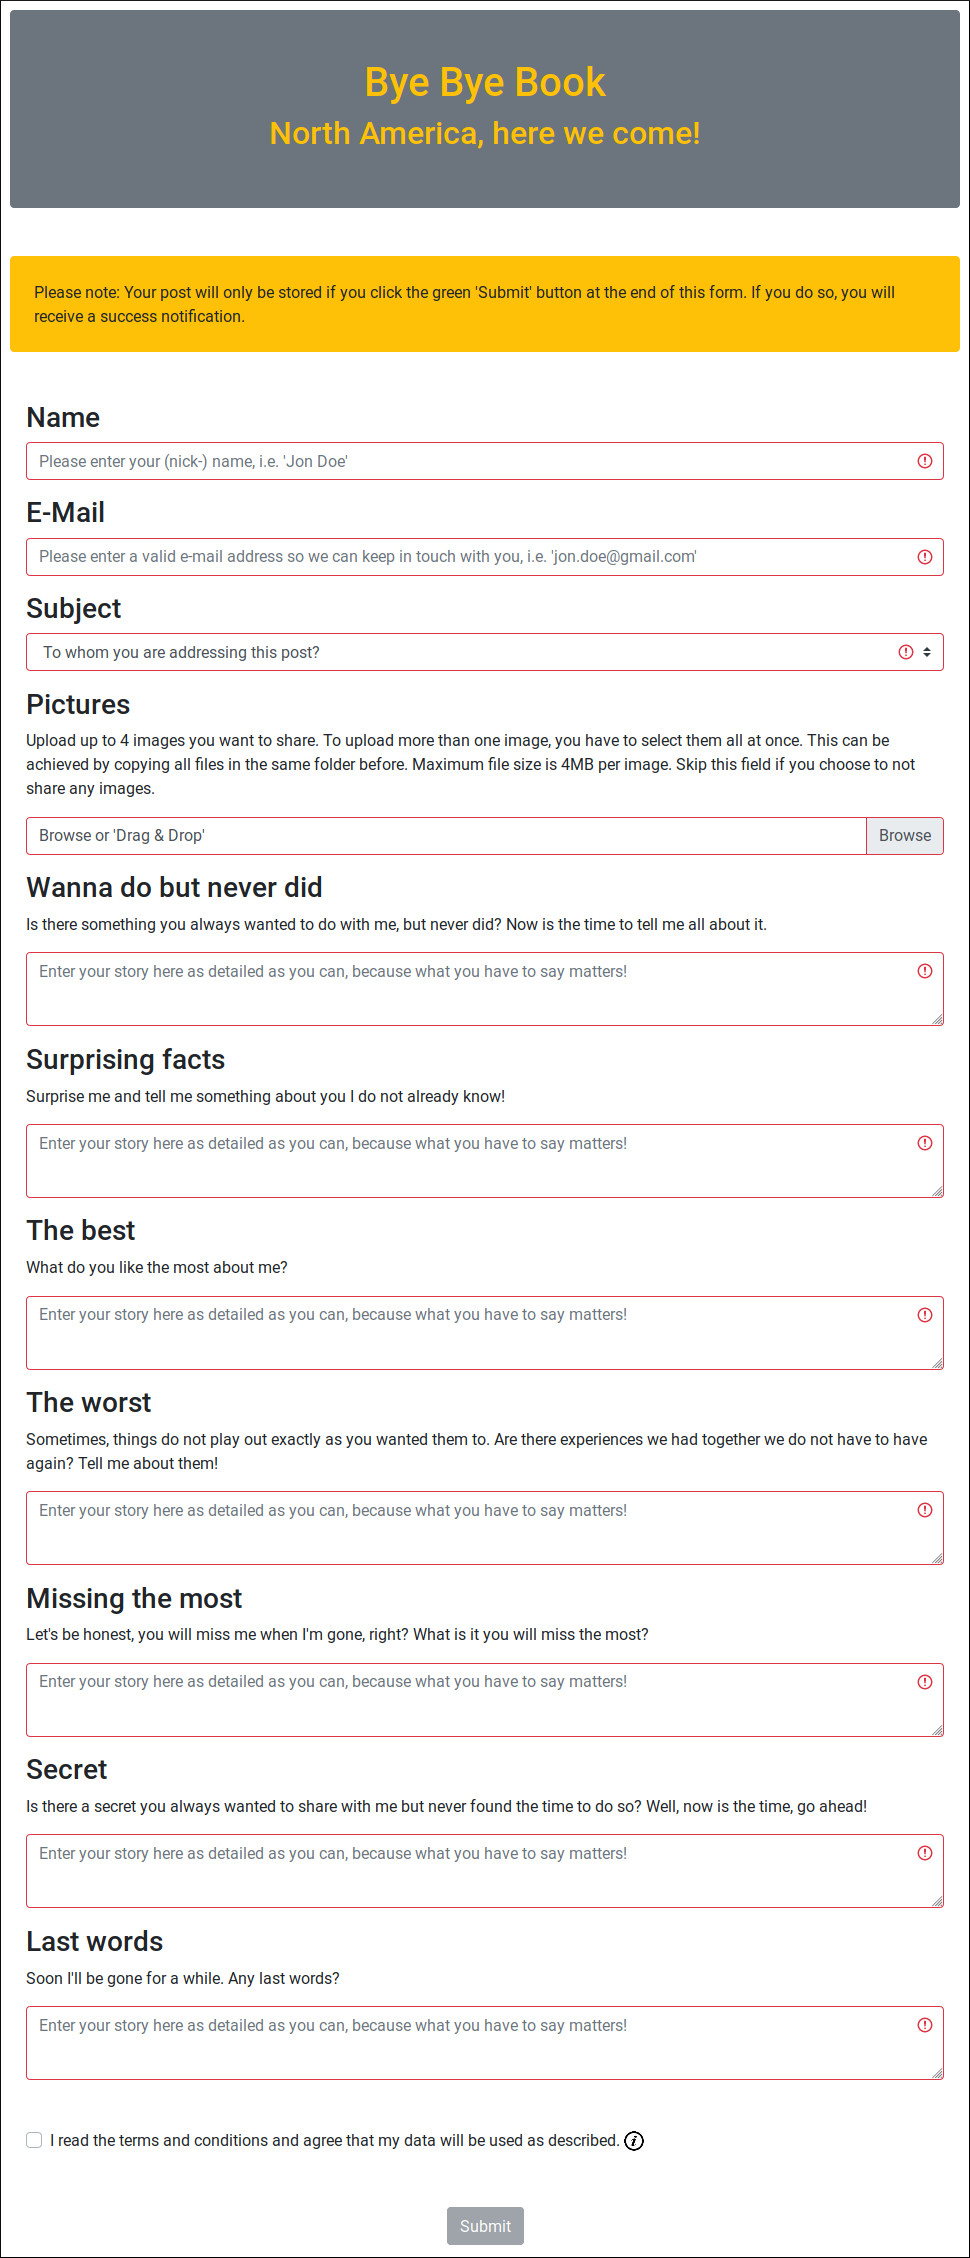 Bye Bye Book
North America, here we come!
Please note: Your post will only be stored if you click the green 'Submit' button at the end of this form. If you do so, you will
receive a success notification.
Name
Please enter your (nick-) name, i.e. 'Jon Doe'
E-Mail
Please enter a valid e-mail address so we can keep in touch with you, i.e. 'jon.doe@gmail.com'
Subject
To whom you are addressing this post?
Pictures
Upload up to 4 images you want to share. To upload more than one image, you have to select them all at once. This can be
achieved by copying all files in the same folder before. Maximum file size is 4MB per image. Skip this field if you choose to not
share any images.
Browse or 'Drag & Drop' Browse
Wanna do but never did
Is there something you always wanted to do with me, but never did? Now is the time to tell me all about it.
Enter your story here as detailed as you can, because what you have to say matters!
Surprising facts
Surprise me and tell me something about you I do not already know!
Enter your story here as detailed as you can, because what you have to say matters!
The best
What do you like the most about me?
Enter your story here as detailed as you can, because what you have to say matters!
The worst
Sometimes, things do not play out exactly as you wanted them to. Are there experiences we had together we do not have to have
again? Tell me about them!
Enter your story here as detailed as you can, because what you have to say matters!
Missing the most
Let's be honest, you will miss me when I'm gone, right? What is it you will miss the most?
Enter your story here as detailed as you can, because what you have to say matters!
Secret
Is there a secret you always wanted to share with me but never found the time to do so? Well, now is the time, go ahead!
Enter your story here as detailed as you can, because what you have to say matters!
Last words
Soon I'll be gone for a while. Any last words?
Enter your story here as detailed as you can, because what you have to say matters!
I read the terms and conditions and agree that my data will be used as described.
Submit